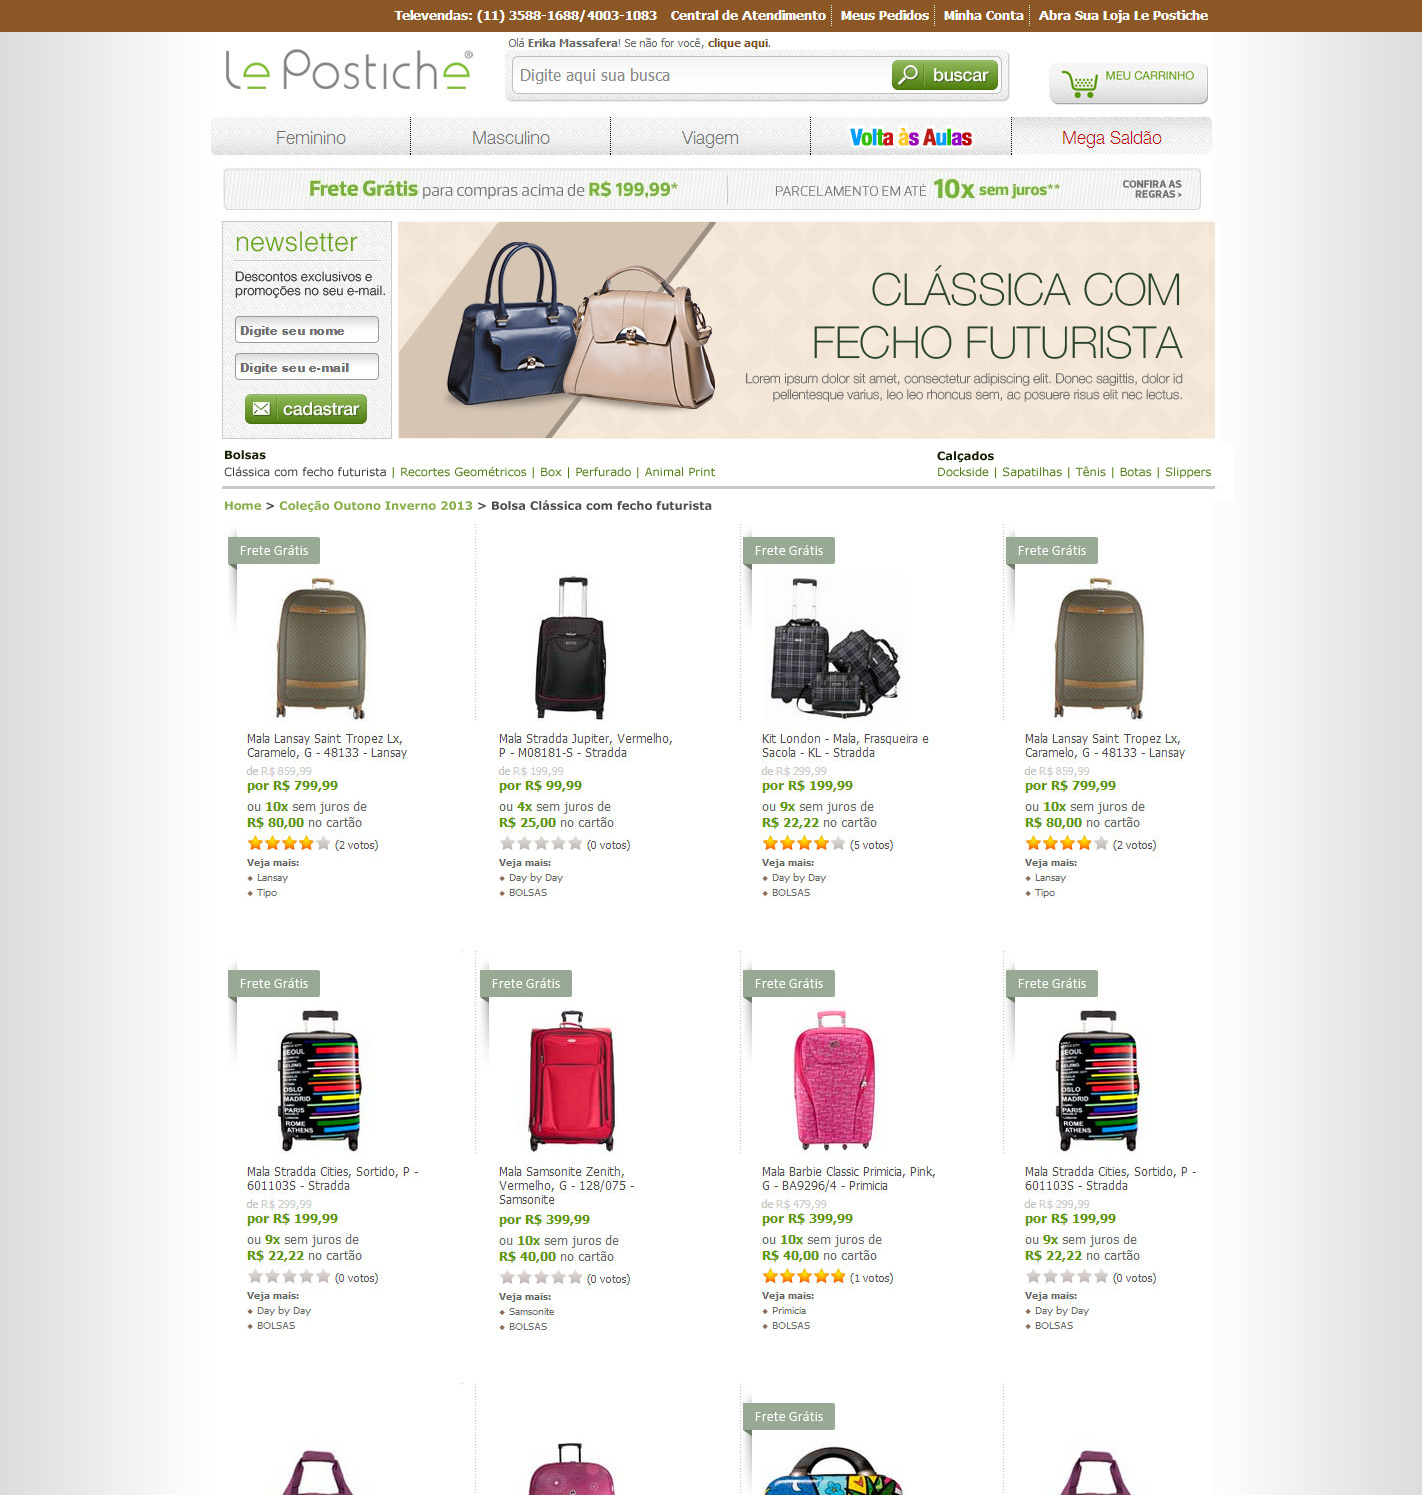 Televendas: (11) 3588-1688/4003-1083 Central de Atendimento Meus Pedidos Minha Conta Abra Sua Loja Le Postiche
Le Postiche®
Olá Erika Massafera! Se não for você, clique aqui.
Digite aqui sua busca
buscar
MEU CARRINHO
Feminino Masculino Viagem Volta às Aulas Mega Saldão
Frete Grátis para compras acima de R$ 199,99* PARCELAMENTO EM ATÉ 10x sem juros** CONFIRA AS
REGRAS >
newsletter
Descontos exclusivos e
promoções no seu e-mail.
Digite seu nome
Digite seu e-mail
cadastrar
CLÁSSICA COM
FECHO FUTURISTA
Lorem ipsum dolor sit amet, consectetur adipiscing elit. Donec sagittis, dolor id
pellentesque varius, leo leo rhoncus sem, ac posuere risus elit nec lectus.
Bolsas
Clássica com fecho futurista | Recortes Geométricos | Box | Perfurado | Animal Print
Calçados
Dockside | Sapatilhas | Tênis | Botas | Slippers
Home > Coleção Outono Inverno 2013 > Bolsa Clássica com fecho futurista
Frete Grátis
Mala Lansay Saint Tropez Lx,
Caramelo, G - 48133 - Lansay
de R$ 859,99
por R$ 799,99
ou 10x sem juros de
R$ 80,00 no cartão
(2 votos)
Veja mais:
Lansay
Tipo
Mala Stradda Jupiter, Vermelho,
P - M08181-S - Stradda
de R$ 199,99
por R$ 99,99
ou 4x sem juros de
R$ 25,00 no cartão
(0 votos)
Veja mais:
Day by Day
BOLSAS
Frete Grátis
Kit London - Mala, Frasqueira e
Sacola - KL - Stradda
de R$ 299,99
por R$ 199,99
ou 9x sem juros de
R$ 22,22 no cartão
(5 votos)
Veja mais:
Day by Day
BOLSAS
Frete Grátis
Mala Lansay Saint Tropez Lx,
Caramelo, G - 48133 - Lansay
de R$ 859,99
por R$ 799,99
ou 10x sem juros de
R$ 80,00 no cartão
(2 votos)
Veja mais:
Lansay
Tipo
Frete Grátis
SEOUL
BEIJING
OSLO
MADRID
PARIS
ROME
ATHENS
Mala Stradda Cities, Sortido, P -
601103S - Stradda
de R$ 299,99
por R$ 199,99
ou 9x sem juros de
R$ 22,22 no cartão
(0 votos)
Veja mais:
Day by Day
BOLSAS
Frete Grátis
Mala Samsonite Zenith,
Vermelho, G - 128/075 -
Samsonite
por R$ 399,99
ou 10x sem juros de
R$ 40,00 no cartão
(0 votos)
Veja mais:
Samsonite
BOLSAS
Frete Grátis
Mala Barbie Classic Primicia, Pink,
G - BA9296/4 - Primicia
de R$ 479,99
por R$ 399,99
ou 10x sem juros de
R$ 40,00 no cartão
(1 votos)
Veja mais:
Primicia
BOLSAS
Frete Grátis
SEOUL
BEIJING
OSLO
MADRID
PARIS
ROME
ATHENS
Mala Stradda Cities, Sortido, P -
601103S - Stradda
de R$ 299,99
por R$ 199,99
ou 9x sem juros de
R$ 22,22 no cartão
(0 votos)
Veja mais:
Day by Day
BOLSAS
Frete Grátis